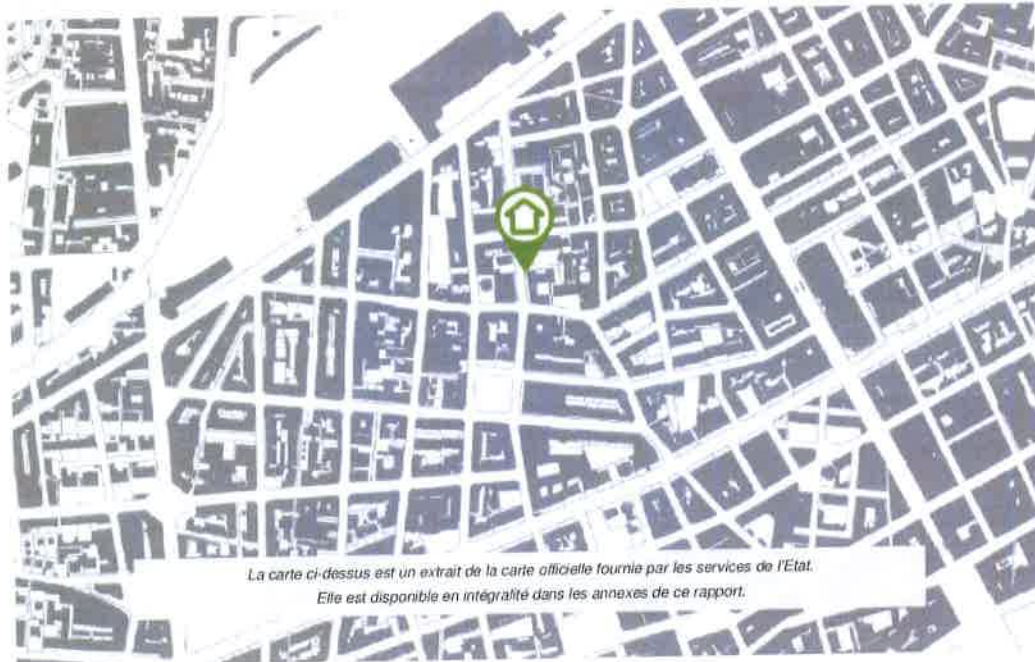 La carte ci-dessus est un extrait de la carte officielle fournie par les services de l'Etat.
Elle est disponible en intégralité dans les annexes de ce rapport.